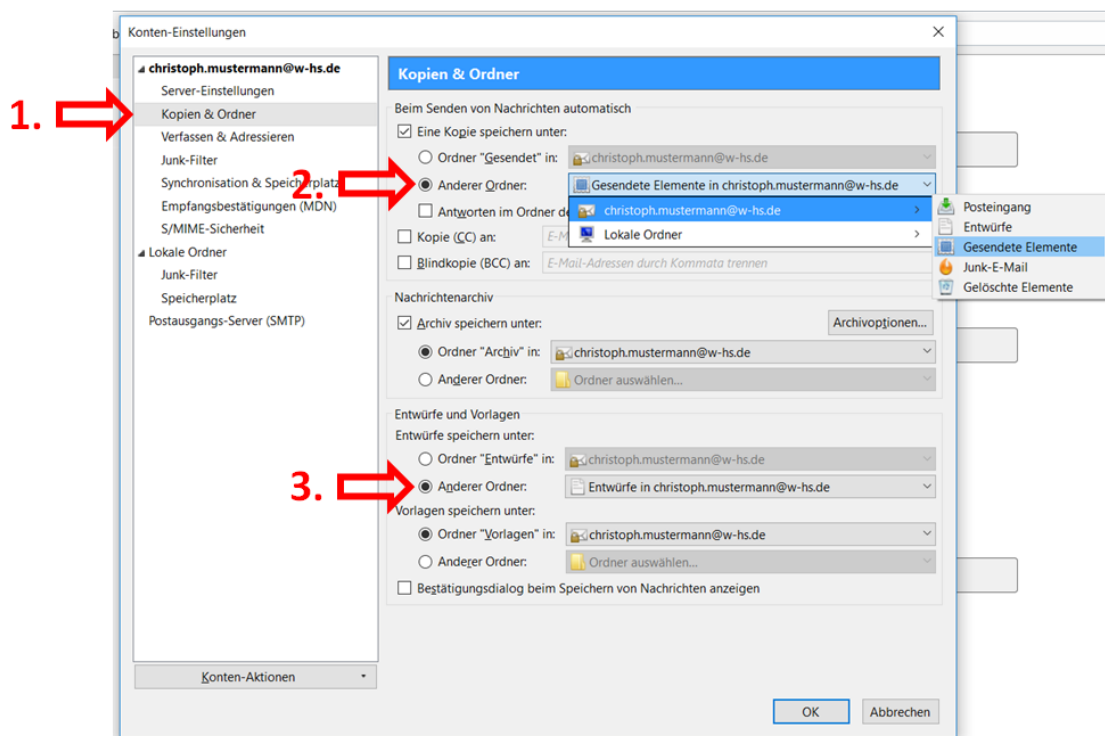 b
Konten-Einstellungen
christoph.mustermann@w-hs.de
Server-Einstellungen
1.
Kopien & Ordner
Verfassen & Adressieren
Junk-Filter
Synchronisation & Speicherplatz
Empfangsbestätigungen (MDN)
S/MIME-Sicherheit
Lokale Ordner
Junk-Filter
Speicherplatz
Postausgangs-Server (SMTP)
Konten-Aktionen
Kopien & Ordner
Beim Senden von Nachrichten automatisch
Eine Kopie speichern unter:
Ordner "Gesendet" in: christoph.mustermann@w-hs.de
2.
Anderer Ordner: Gesendete Elemente in christoph.mustermann@w-hs.de
christoph.mustermann@w-hs.de
Lokale Ordner
Posteingang
Entwürfe
Gesendete Elemente
Junk-E-Mail
Gelöschte Elemente
Antworten im Ordner de
Kopie (CC) an: E-M
Blindkopie (BCC) an: E-Mail-Adressen durch Kommata trennen
Nachrichtenarchiv
Archiv speichern unter: Archivoptionen...
Ordner "Archiv" in: christoph.mustermann@w-hs.de
Anderer Ordner: Ordner auswählen...
Entwürfe und Vorlagen
Entwürfe speichern unter:
Ordner "Entwürfe" in: christoph.mustermann@w-hs.de
3.
Anderer Ordner: Entwürfe in christoph.mustermann@w-hs.de
Vorlagen speichern unter:
Ordner "Vorlagen" in: christoph.mustermann@w-hs.de
Anderer Ordner: Ordner auswählen...
Bestätigungsdialog beim Speichern von Nachrichten anzeigen
OK
Abbrechen